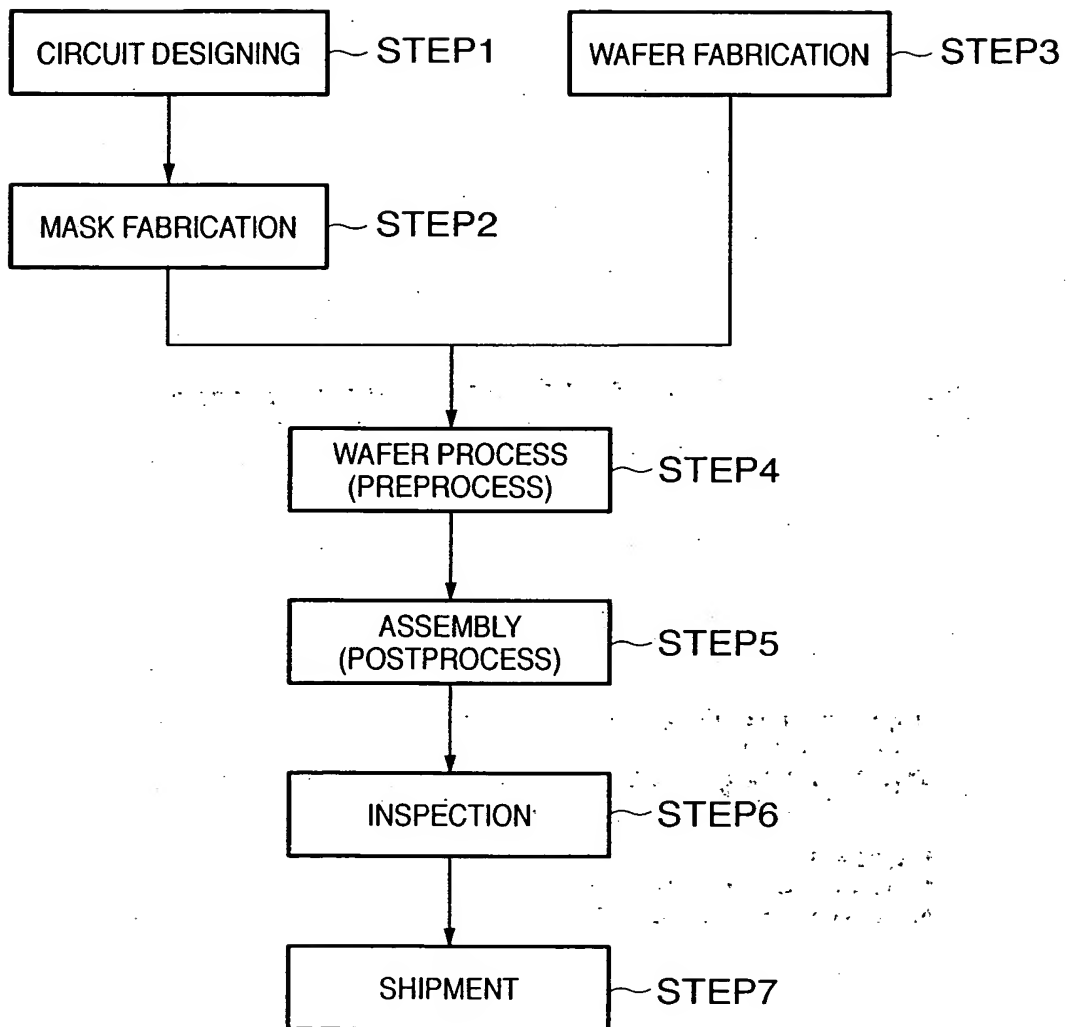 CIRCUIT DESIGNING
STEP1
WAFER FABRICATION
STEP3
MASK FABRICATION
STEP2
WAFER PROCESS
(PREPROCESS)
STEP4
ASSEMBLY
(POSTPROCESS)
STEP5
INSPECTION
STEP6
SHIPMENT
STEP7